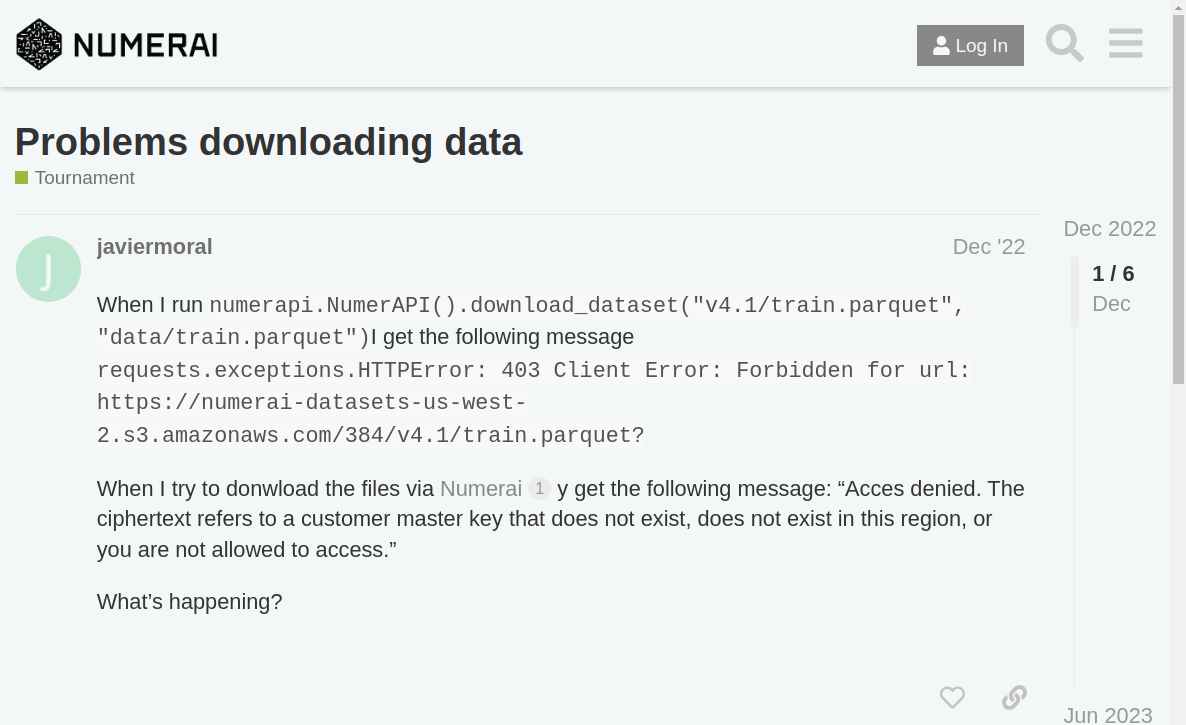 NUMERAI
Log In
Problems downloading data
Tournament
Dec 2022
javiermoral
Dec '22
1 / 6
Dec
When I run numerapi.NumerAPI().download_dataset("v4.1/train.parquet",
"data/train.parquet")I get the following message
requests.exceptions.HTTPError: 403 Client Error: Forbidden for url:
https://numerai-datasets-us-west-
2.s3.amazonaws.com/384/v4.1/train.parquet?
When I try to donwload the files via Numerai 1 y get the following message: “Acces denied. The
ciphertext refers to a customer master key that does not exist, does not exist in this region, or
you are not allowed to access.”
What’s happening?
Jun 2023
J